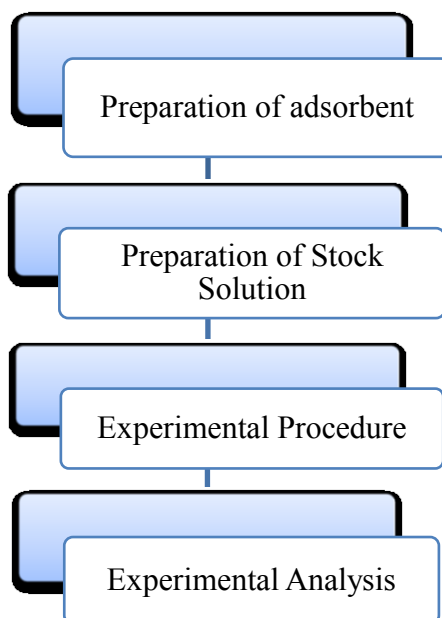 Preparation of adsorbent
Preparation of Stock
Solution
Experimental Procedure
Experimental Analysis